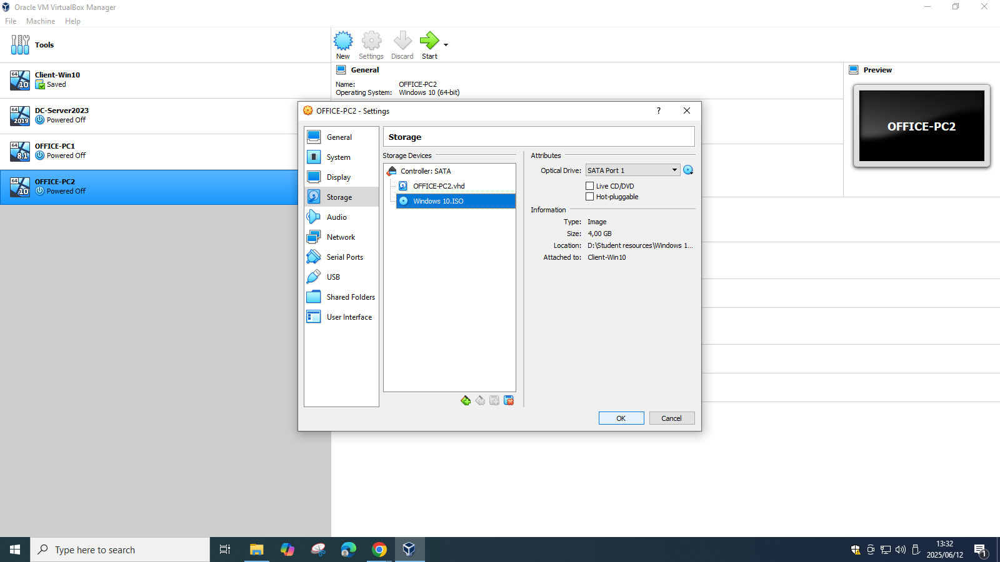 Oracle VM VirtualBox Manager
File Machine Help
Tools
New Settings Discard Start
64 10 Client-Win10
Saved
64 2019 DC-Server2023
Powered Off
64 8.1 OFFICE-PC1
Powered Off
64 10 OFFICE-PC2
Powered Off
General
Name: OFFICE-PC2
Operating System: Windows 10 (64-bit)
Preview
OFFICE-PC2
OFFICE-PC2 - Settings ?
General
System
Display
Storage
Audio
Network
Serial Ports
USB
Shared Folders
User Interface
Storage
Storage Devices
Controller: SATA
OFFICE-PC2.vhd
Windows 10.ISO
Attributes
Optical Drive: SATA Port 1
Live CD/DVD
Hot-pluggable
Information
Type: Image
Size: 4,00 GB
Location: D:\Student resources\Windows 1...
Attached to: Client-Win10
OK Cancel
Type here to search
13:32
2025/06/12
1